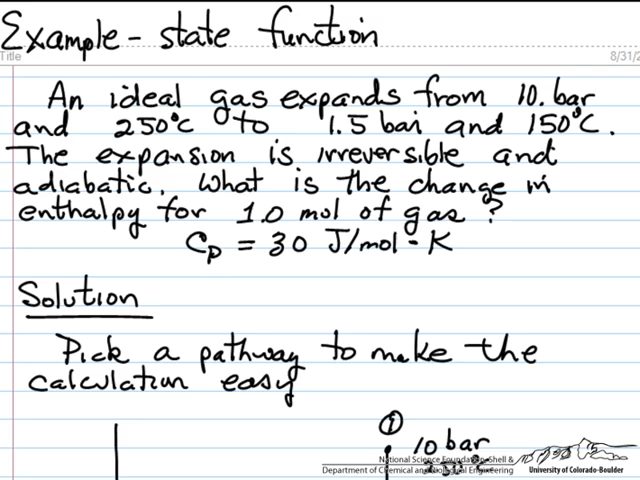 Example - state function
Title
8/31/2
An ideal gas expands from 10. bar
and 250°C to 1.5 bar and 150°C.
The expansion is irreversible and
adiabatic. What is the change in
enthalpy for 1.0 mol of gas?
Cp = 30 J/mol-K
Solution
Pick a pathway to make the
calculation easy
①
10 bar
250°C
National Science Foundation, Shell &
Department of Chemical and Biological Engineering
University of Colorado-Boulder